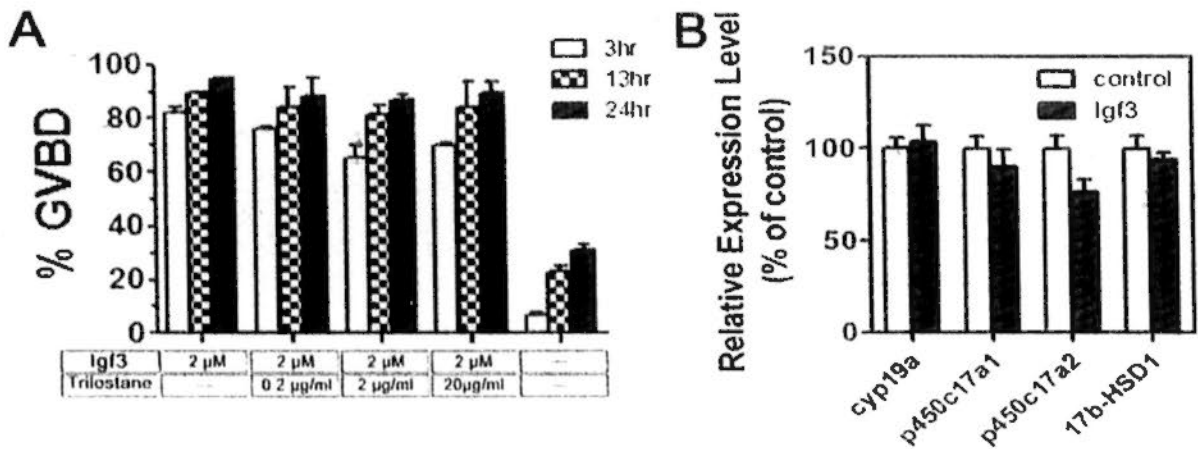 A
% GVBD
100
80
60
40
20
0
3hr
13hr
24hr
Igf3 2 µM 2 µM 2 µM 2 µM —
Trilostane — 0 2 µg/ml 2 µg/ml 20µg/ml —
B
Relative Expression Level
(% of control)
150
100
50
0
control
Igf3
cyp19a
p450c17a1
p450c17a2
17b-HSD1